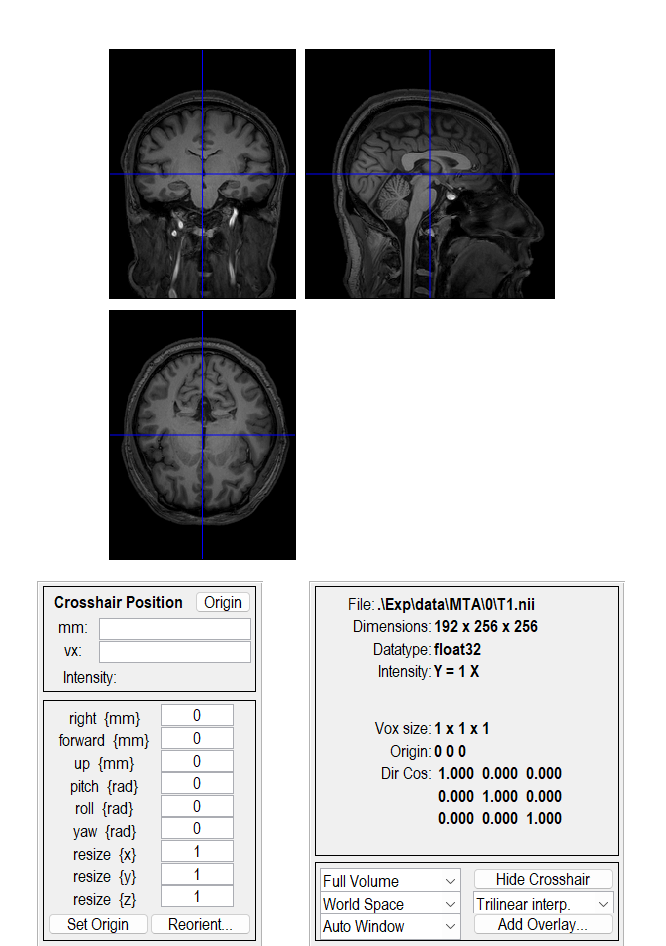 Crosshair Position Origin
mm:
vx:
Intensity:
right {mm} 0
forward {mm} 0
up {mm} 0
pitch {rad} 0
roll {rad} 0
yaw {rad} 0
resize {x} 1
resize {y} 1
resize {z} 1
Set Origin Reorient...
File: .\Exp\data\MTA\0\T1.nii
Dimensions: 192 x 256 x 256
Datatype: float32
Intensity: Y = 1 X
Vox size: 1 x 1 x 1
Origin: 0 0 0
Dir Cos: 1.000 0.000 0.000
0.000 1.000 0.000
0.000 0.000 1.000
Full Volume Hide Crosshair
World Space Trilinear interp.
Auto Window Add Overlay...